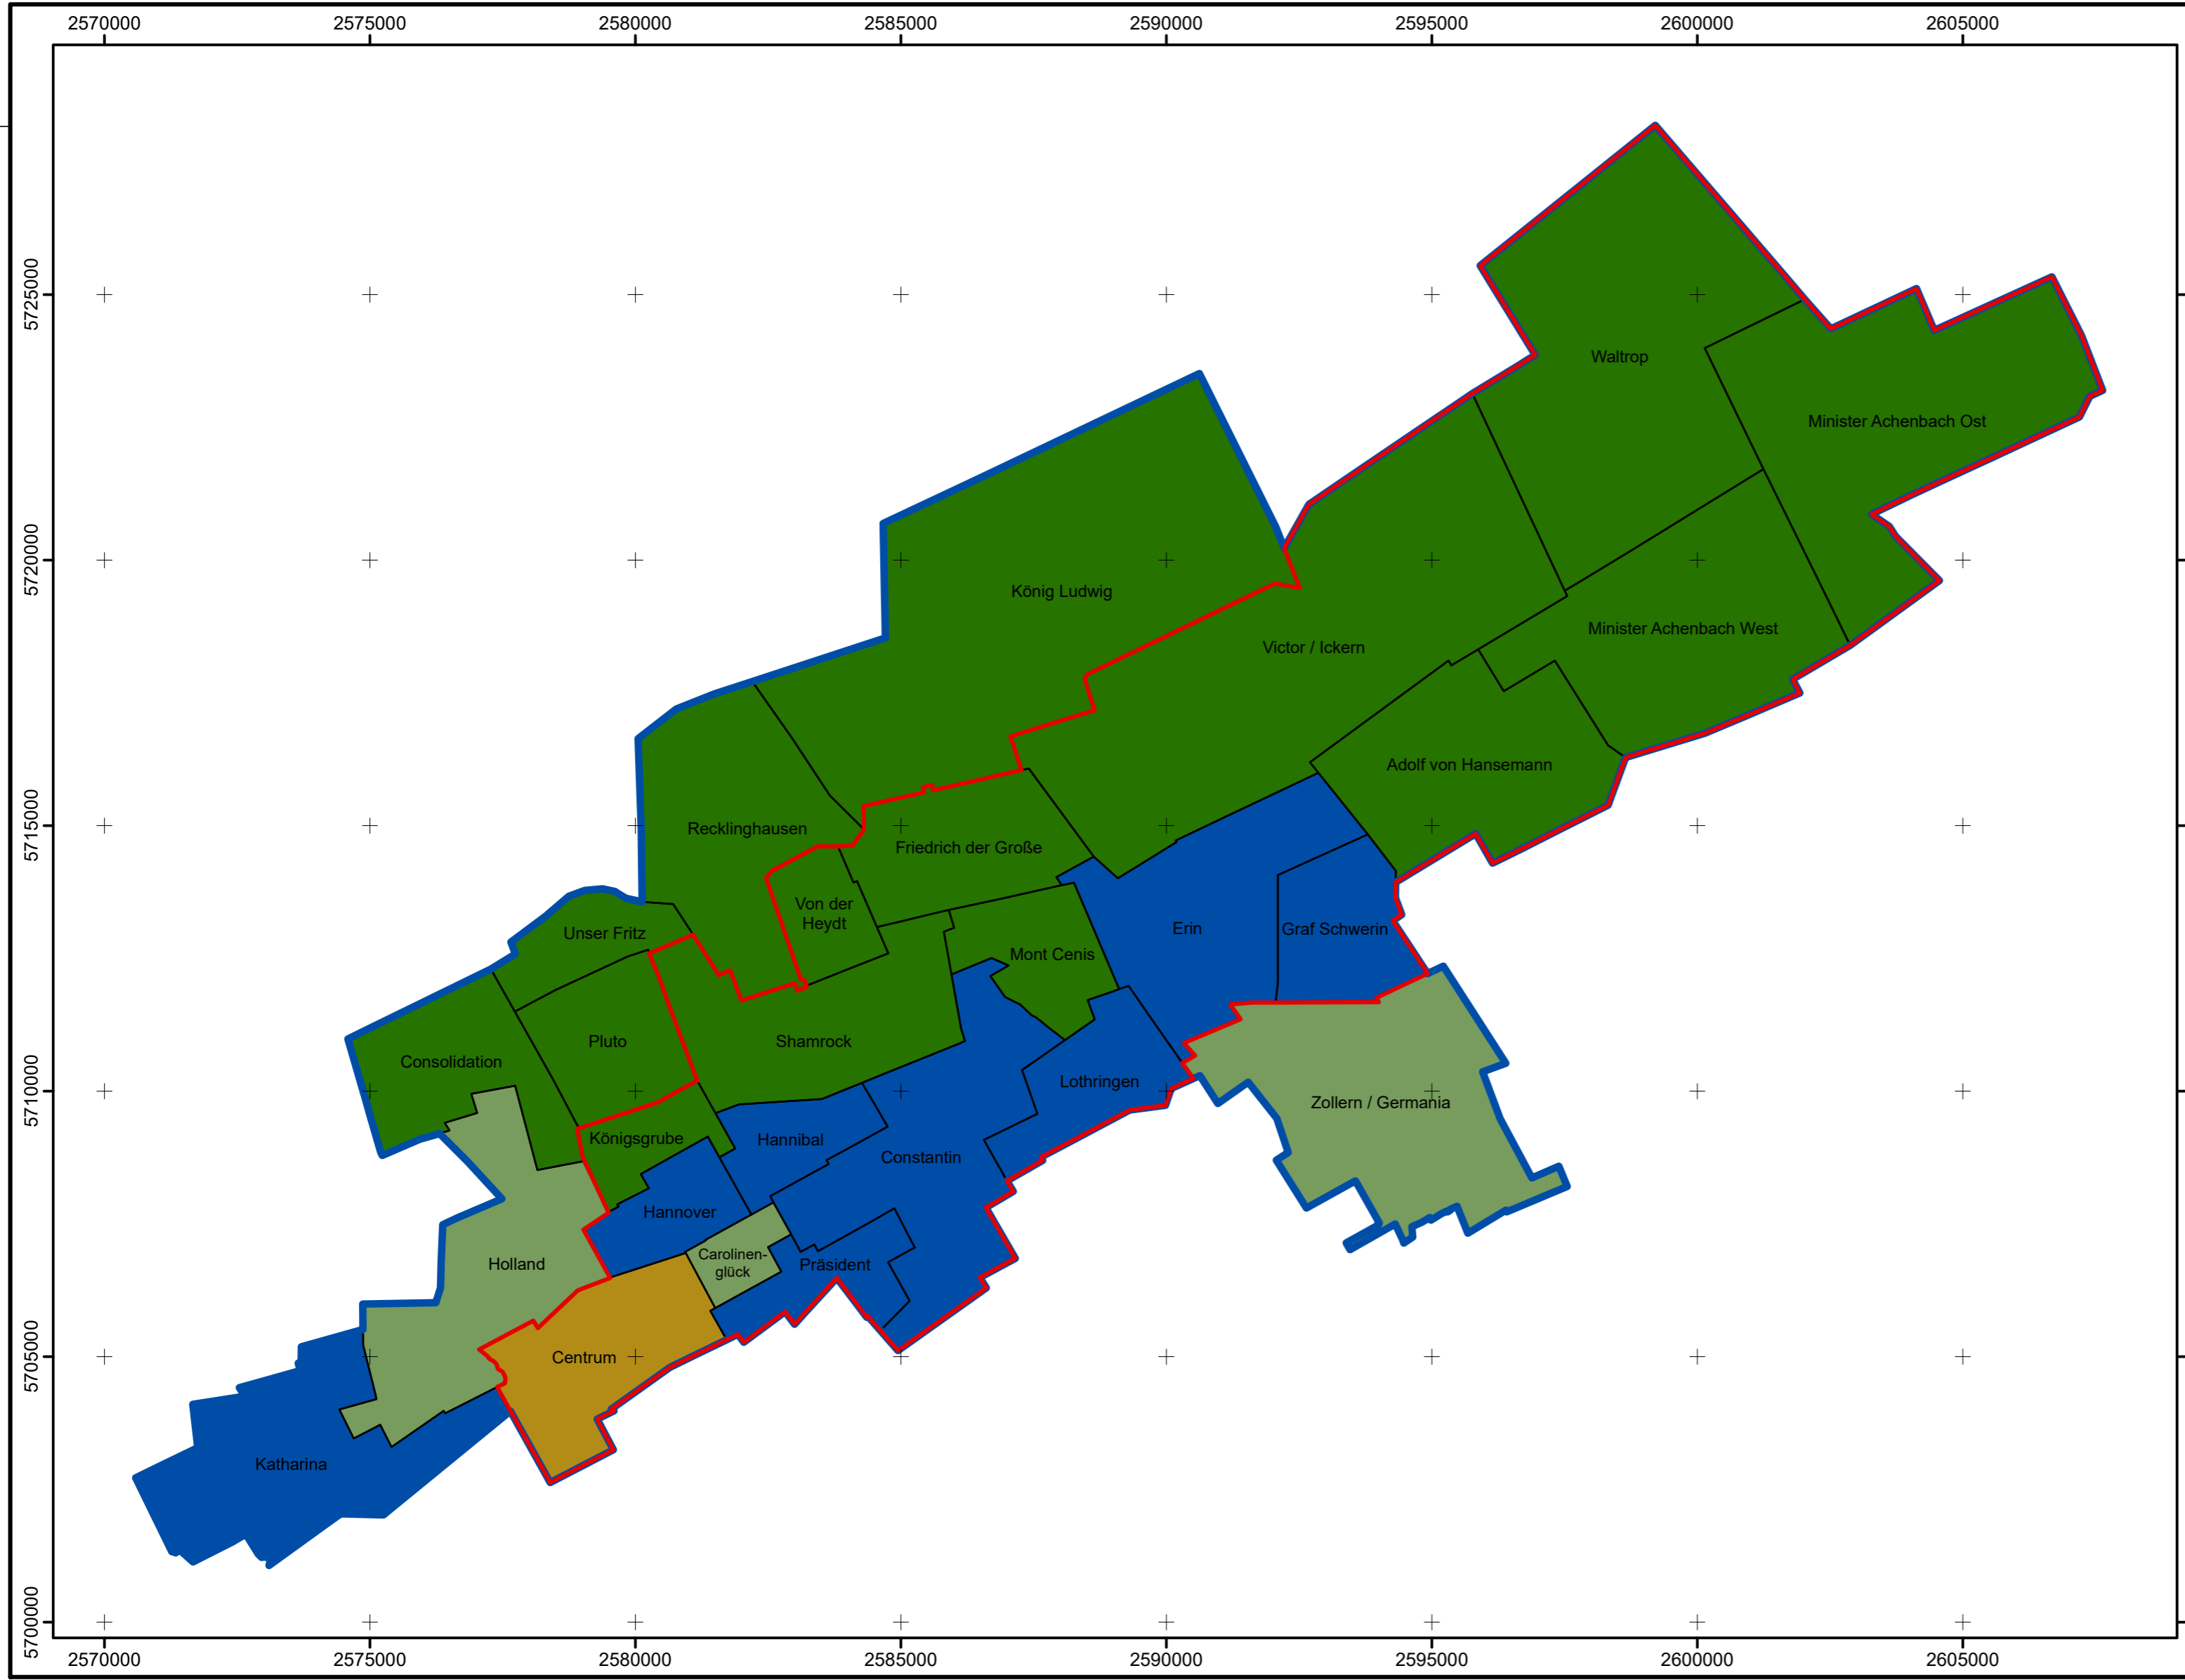 2570000 2575000 2580000 2585000 2590000 2595000 2600000 2605000
5725000
Waltrop
Minister Achenbach Ost
5720000
König Ludwig
Minister Achenbach West
Victor / Ickern
Adolf von Hansemann
5715000
Recklinghausen
Friedrich der Große
Von der
Heydt
Erin
Graf Schwerin
Unser Fritz
Mont Cenis
Pluto
Shamrock
Consolidation
5710000
Lothringen
Zollern / Germania
Königsgrube
Hannibal
Constantin
Hannover
Carolinen-
glück
Holland
Präsident
5705000
Centrum
Katharina
5700000
2570000 2575000 2580000 2585000 2590000 2595000 2600000 2605000